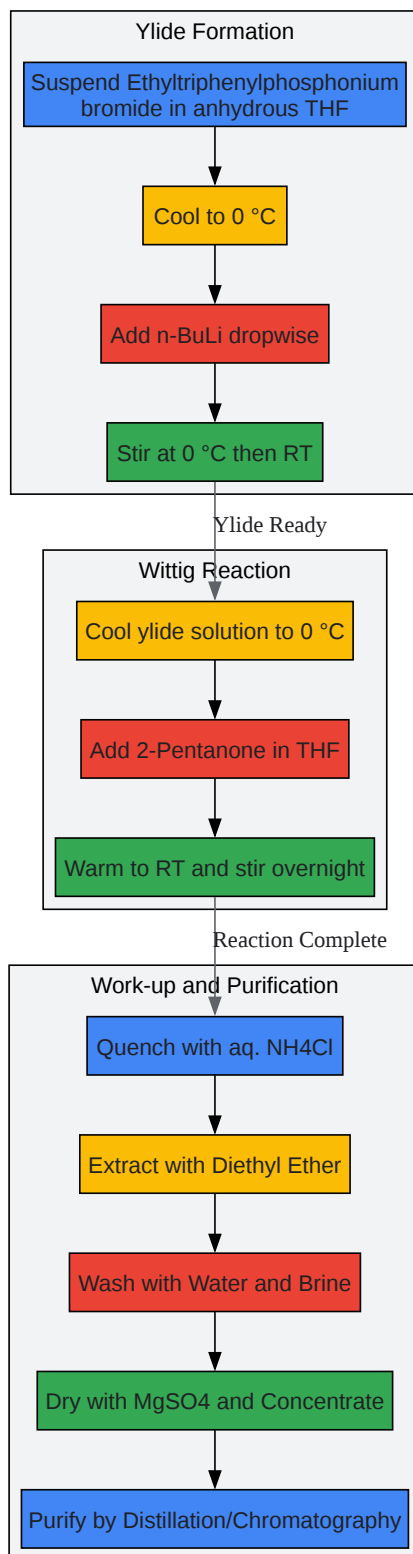 Ylide Formation
Suspend Ethyltriphenylphosphonium
bromide in anhydrous THF
Cool to 0 °C
Add n-BuLi dropwise
Stir at 0 °C then RT
Ylide Ready
Wittig Reaction
Cool ylide solution to 0 °C
Add 2-Pentanone in THF
Warm to RT and stir overnight
Reaction Complete
Work-up and Purification
Quench with aq. NH4Cl
Extract with Diethyl Ether
Wash with Water and Brine
Dry with MgSO4 and Concentrate
Purify by Distillation/Chromatography